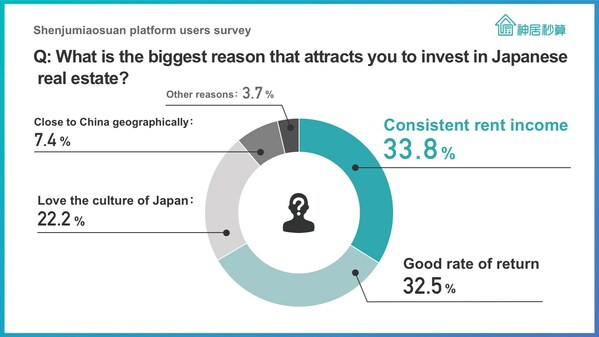 Shenjumiaosuan platform users survey
神居秒算
Q: What is the biggest reason that attracts you to invest in Japanese
real estate?
Other reasons: 3.7 %
Close to China geographically:
7.4 %
Consistent rent income
33.8 %
Love the culture of Japan:
22.2 %
?
Good rate of return
32.5 %